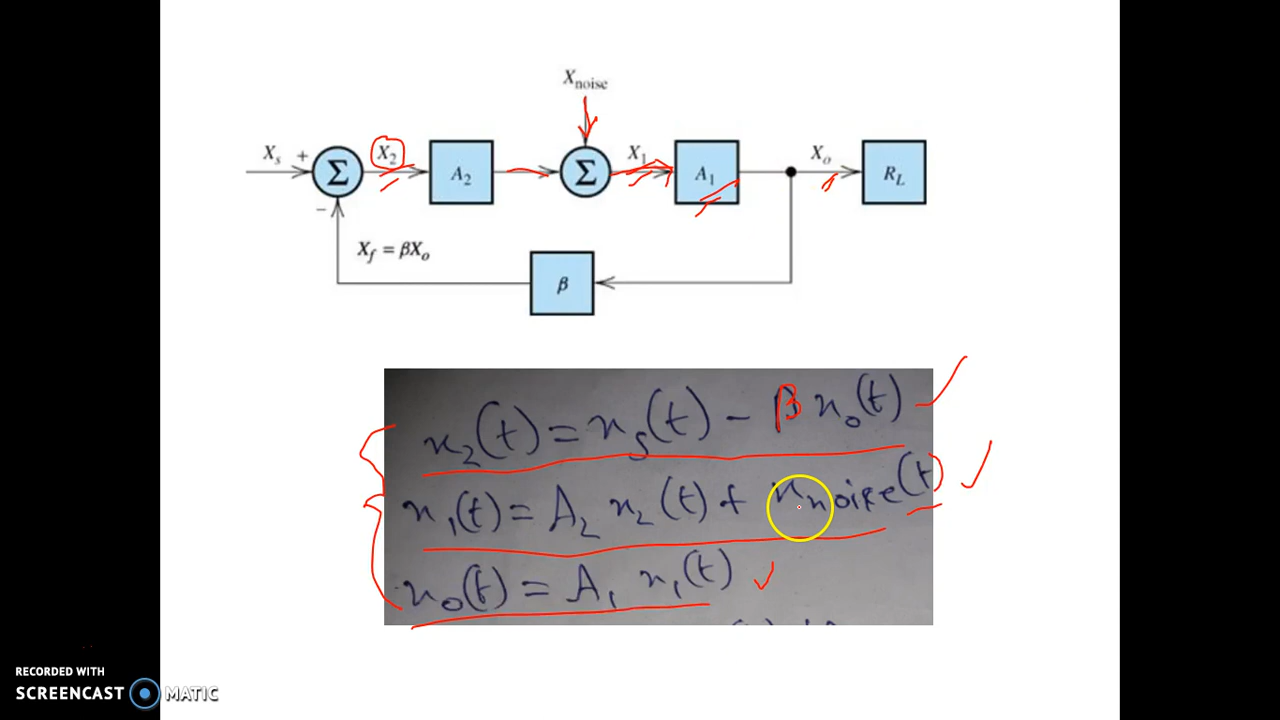 X_noise
X_s + Σ X_2 A_2 Σ X_1 A_1 X_o R_L
−
X_f = βX_o
β
x_2(t) = x_s(t) − β x_o(t)
x_1(t) = A_2 x_2(t) + x_noise(t)
x_o(t) = A_1 x_1(t)
RECORDED WITH
SCREENCAST MATIC